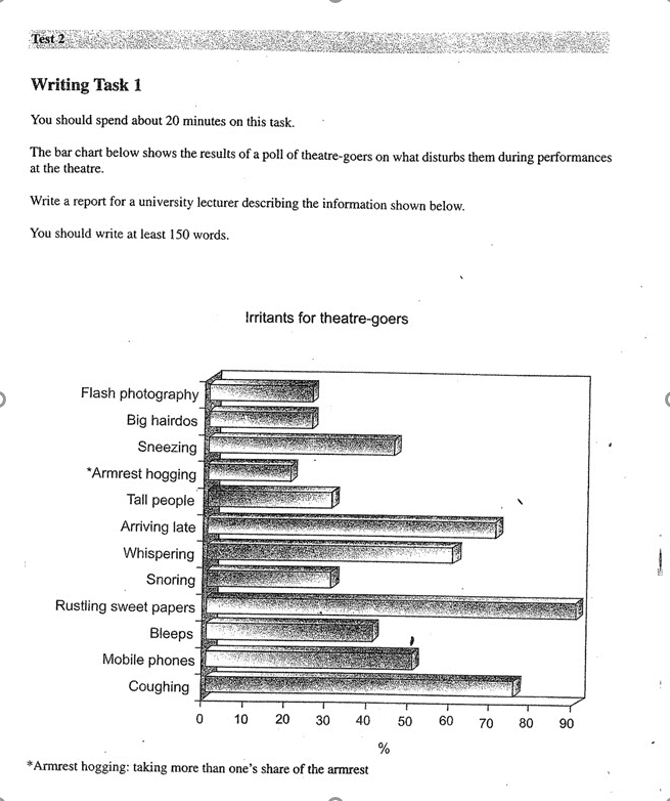 Test 2
Writing Task 1
You should spend about 20 minutes on this task.
The bar chart below shows the results of a poll of theatre-goers on what disturbs them during performances
at the theatre.
Write a report for a university lecturer describing the information shown below.
You should write at least 150 words.
Irritants for theatre-goers
Flash photography
Big hairdos
Sneezing
*Armrest hogging
Tall people
Arriving late
Whispering
Snoring
Rustling sweet papers
Bleeps
Mobile phones
Coughing
0 10 20 30 40 50 60 70 80 90
%
*Armrest hogging: taking more than one's share of the armrest